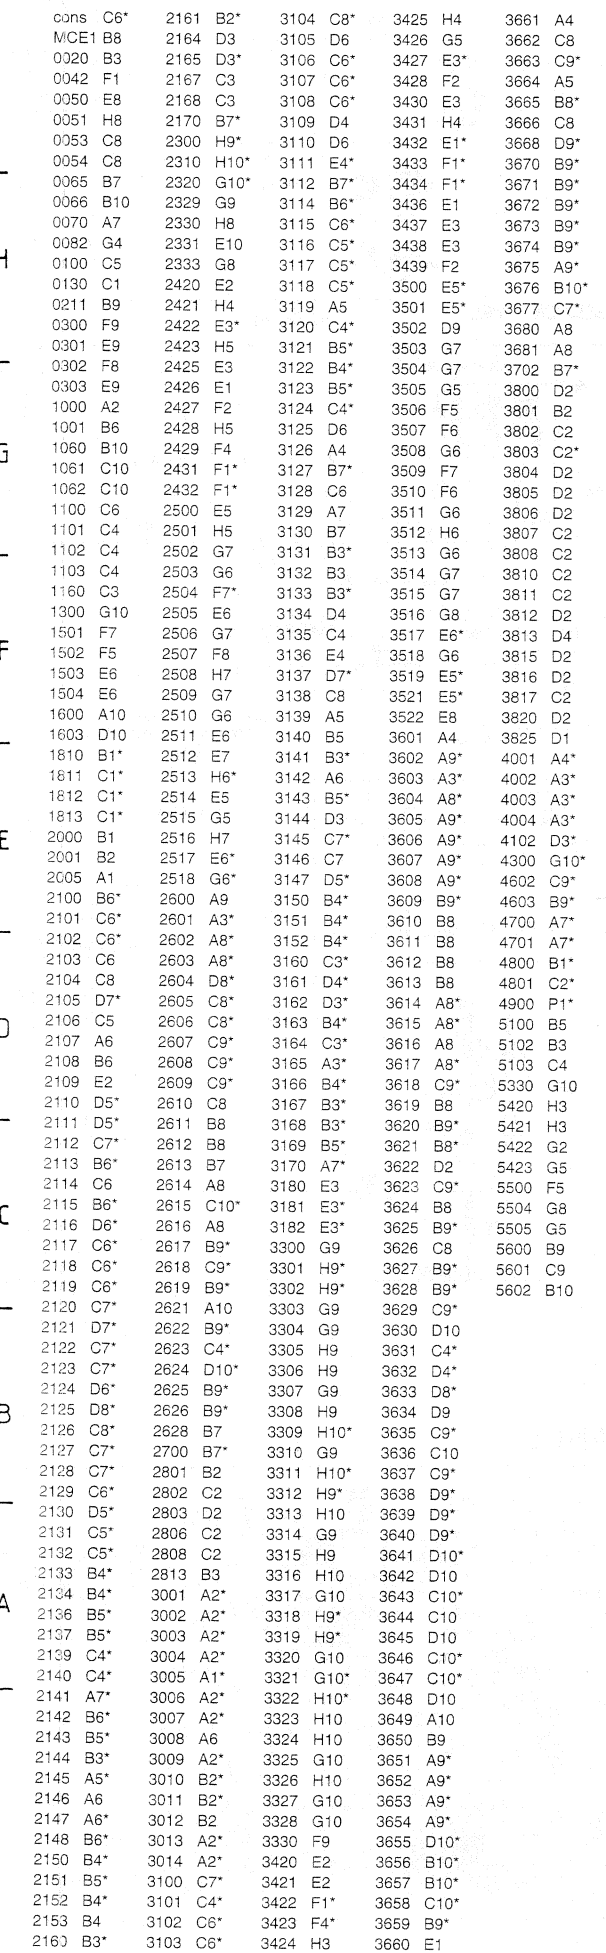 F
E
C
B
A
cons C6*
MCE1 B8
0020 B3
0042 F1
0050 E8
0051 H8
0053 C8
0054 C8
0065 B7
0066 B10
0070 A7
0082 G4
0100 C5
0130 C1
0211 B9
0300 F9
0301 E9
0302 F8
0303 E9
1000 A2
1001 B6
1060 B10
1061 C10
1062 C10
1100 C6
1101 C4
1102 C4
1103 C4
1160 C3
1300 G10
1501 F7
1502 F5
1503 E6
1504 E6
1600 A10
1603 D10
1810 B1*
1811 C1*
1812 C1*
1813 C1*
2000 B1
2001 B2
2005 A1
2100 B6*
2101 C6*
2102 C6*
2103 C6
2104 C8
2105 D7*
2106 C5
2107 A6
2108 B6
2109 E2
2110 D5*
2111 D5*
2112 C7*
2113 B6*
2114 C6
2115 B6*
2116 D6*
2117 C6*
2118 C6*
2119 C6*
2120 C7*
2121 D7*
2122 C7*
2123 C7*
2124 D6*
2125 D8*
2126 C8*
2127 C7*
2128 C7*
2129 C6*
2130 D5*
2131 C5*
2132 C5*
2133 B4*
2134 B4*
2136 B5*
2137 B5*
2139 C4*
2140 C4*
2141 A7*
2142 B6*
2143 B5*
2144 B3*
2145 A5*
2146 A6
2147 A6*
2148 B6*
2150 B4*
2151 B5*
2152 B4*
2153 B4
2160 B3*
2161 B2*
2164 D3
2165 D3*
2167 C3
2168 C3
2170 B7*
2300 H9*
2310 H10*
2320 G10*
2329 G9
2330 H8
2331 E10
2333 G8
2420 E2
2421 H4
2422 E3*
2423 H5
2425 E3
2426 E1
2427 F2
2428 H5
2429 F4
2431 F1*
2432 F1*
2500 E5
2501 H5
2502 G7
2503 G6
2504 F7*
2505 E6
2506 G7
2507 F8
2508 H7
2509 G7
2510 G6
2511 E6
2512 E7
2513 H6*
2514 E5
2515 G5
2516 H7
2517 E6*
2518 G6*
2600 A9
2601 A3*
2602 A8*
2603 A8*
2604 D8*
2605 C8*
2606 C8*
2607 C9*
2608 C9*
2609 C9*
2610 C8
2611 B8
2612 B8
2613 B7
2614 A8
2615 C10*
2616 A8
2617 B9*
2618 C9*
2619 B9*
2621 A10
2622 B9*
2623 C4*
2624 D10*
2625 B9*
2626 B9*
2628 B7
2700 B7*
2801 B2
2802 C2
2803 D2
2806 C2
2808 C2
2813 B3
3001 A2*
3002 A2*
3003 A2*
3004 A2*
3005 A1*
3006 A2*
3007 A2*
3008 A6
3009 A2*
3010 B2*
3011 B2*
3012 B2
3013 A2*
3014 A2*
3100 C7*
3101 C4*
3102 C6*
3103 C6*
3104 C8*
3105 D6
3106 C6*
3107 C6*
3108 C6*
3109 D4
3110 D6
3111 E4*
3112 B7*
3114 B6*
3115 C6*
3116 C5*
3117 C5*
3118 C5*
3119 A5
3120 C4*
3121 B5*
3122 B4*
3123 B5*
3124 C4*
3125 D6
3126 A4
3127 B7*
3128 C6
3129 A7
3130 B7
3131 B3*
3132 B3
3133 B3*
3134 D4
3135 C4
3136 E4
3137 D7*
3138 C8
3139 A5
3140 B5
3141 B3*
3142 A6
3143 B5*
3144 D3
3145 C7*
3146 C7
3147 D5*
3150 B4*
3151 B4*
3152 B4*
3160 C3*
3161 D4*
3162 D3*
3163 B4*
3164 C3*
3165 A3*
3166 B4*
3167 B3*
3168 B3*
3169 B5*
3170 A7*
3180 E3
3181 E3*
3182 E3*
3300 G9
3301 H9*
3302 H9*
3303 G9
3304 G9
3305 H9
3306 H9
3307 G9
3308 H9
3309 H10*
3310 G9
3311 H10*
3312 H9*
3313 H10
3314 G9
3315 H9
3316 H10
3317 G10
3318 H9*
3319 H9*
3320 G10
3321 G10*
3322 H10*
3323 H10
3324 H10
3325 G10
3326 H10
3327 G10
3328 G10
3330 F9
3420 E2
3421 E2
3422 F1*
3423 F4*
3424 H3
3425 H4
3426 G5
3427 E3*
3428 F2
3430 E3
3431 H4
3432 E1*
3433 F1*
3434 F1*
3436 E1
3437 E3
3438 E3
3439 F2
3500 E5*
3501 E5*
3502 D9
3503 G7
3504 G7
3505 G5
3506 F5
3507 F6
3508 G6
3509 F7
3510 F6
3511 G6
3512 H6
3513 G6
3514 G7
3515 G7
3516 G8
3517 E6*
3518 G6
3519 E5*
3521 E5*
3522 E8
3601 A4
3602 A9*
3603 A3*
3604 A8*
3605 A9*
3606 A9*
3607 A9*
3608 A9*
3609 B9*
3610 B8
3611 B8
3612 B8
3613 B8
3614 A8*
3615 A8*
3616 A8
3617 A8*
3618 C9*
3619 B8
3620 B9*
3621 B8*
3622 D2
3623 C9*
3624 B8
3625 B9*
3626 C8
3627 B9*
3628 B9*
3629 C9*
3630 D10
3631 C4*
3632 D4*
3633 D8*
3634 D9
3635 C9*
3636 C10
3637 C9*
3638 D9*
3639 D9*
3640 D9*
3641 D10*
3642 D10
3643 C10*
3644 C10
3645 D10
3646 C10*
3647 C10*
3648 D10
3649 A10
3650 B9
3651 A9*
3652 A9*
3653 A9*
3654 A9*
3655 D10*
3656 B10*
3657 B10*
3658 C10*
3659 B9*
3660 E1
3661 A4
3662 C8
3663 C9*
3664 A5
3665 B8*
3666 C8
3668 D9*
3670 B9*
3671 B9*
3672 B9*
3673 B9*
3674 B9*
3675 A9*
3676 B10*
3677 C7*
3680 A8
3681 A8
3702 B7*
3800 D2
3801 B2
3802 C2
3803 C2*
3804 D2
3805 D2
3806 D2
3807 C2
3808 C2
3810 C2
3811 C2
3812 D2
3813 D4
3815 D2
3816 D2
3817 C2
3820 D2
3825 D1
4001 A4*
4002 A3*
4003 A3*
4004 A3*
4102 D3*
4300 G10*
4602 C9*
4603 B9*
4700 A7*
4701 A7*
4800 B1*
4801 C2*
4900 P1*
5100 B5
5102 B3
5103 C4
5330 G10
5420 H3
5421 H3
5422 G2
5423 G5
5500 F5
5504 G8
5505 G5
5600 B9
5601 C9
5602 B10